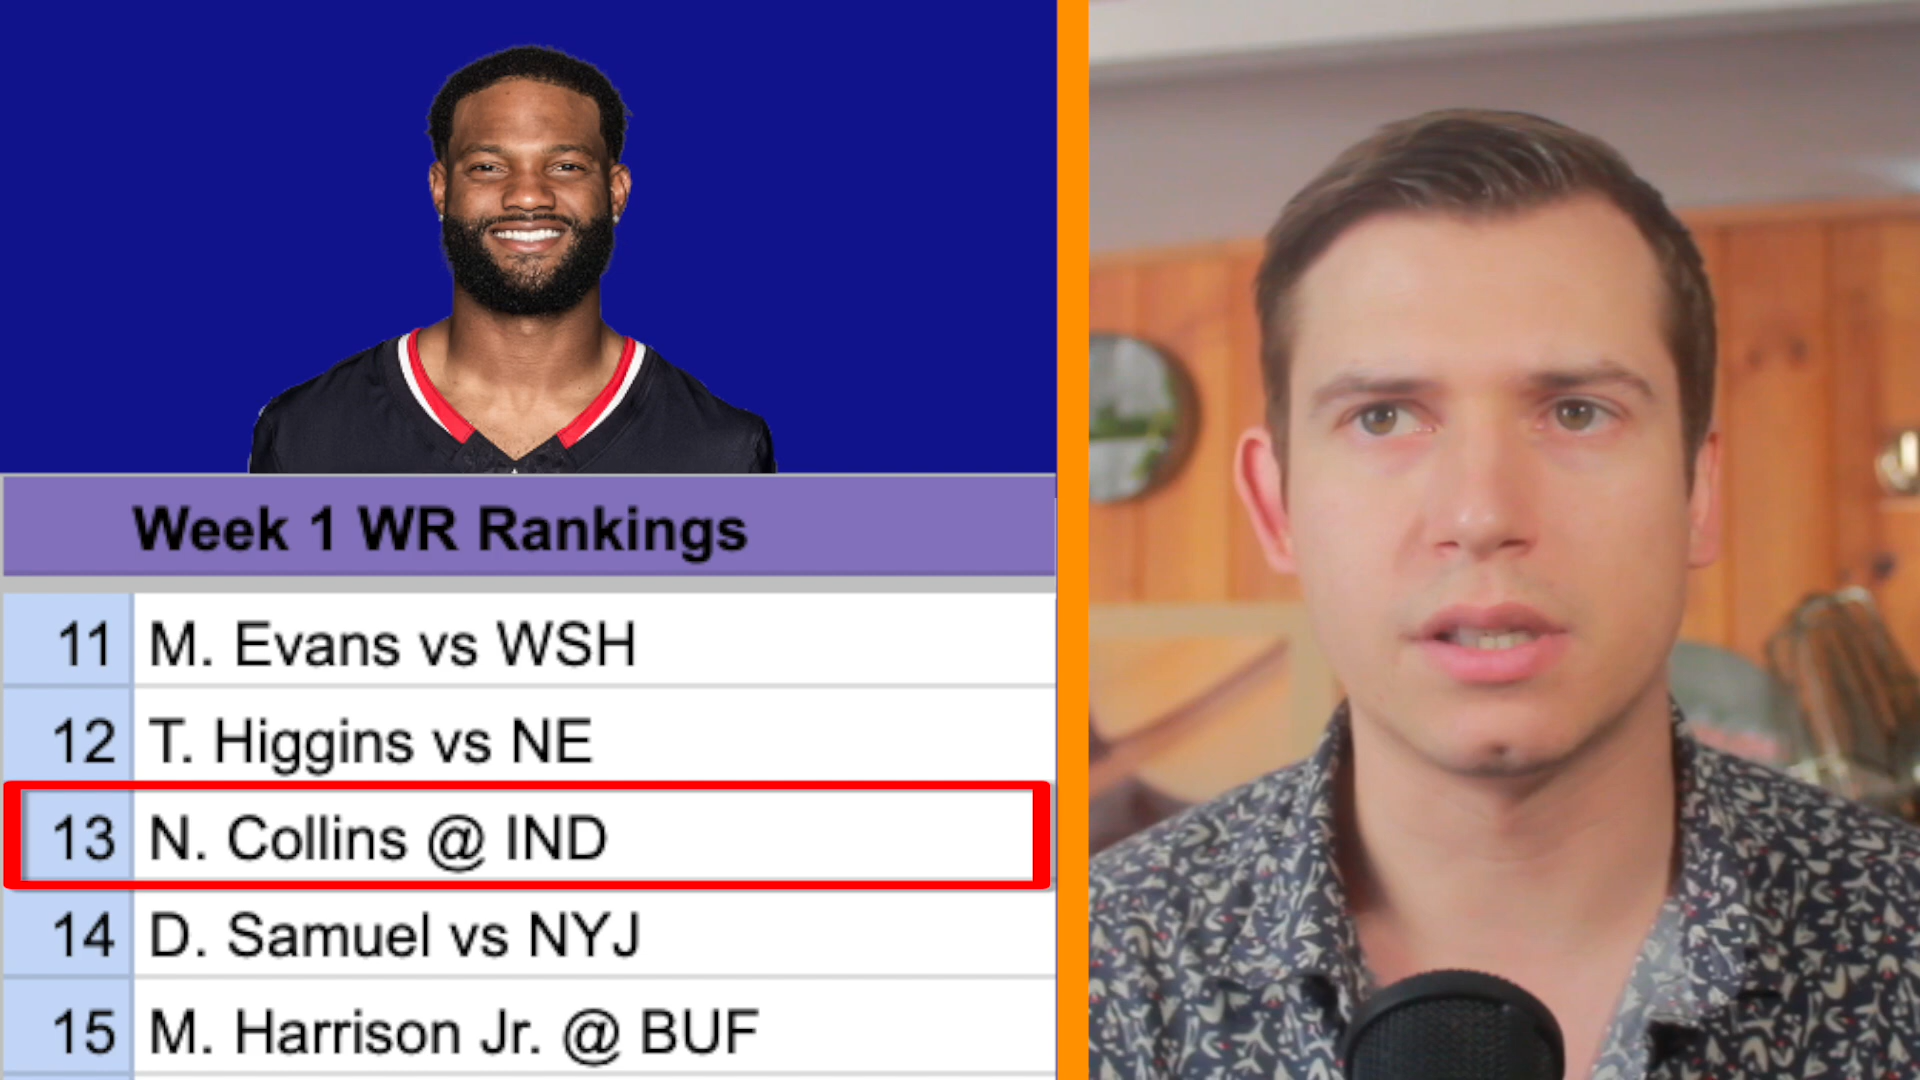 Week 1 WR Rankings
11 M. Evans vs WSH
12 T. Higgins vs NE
13 N. Collins @ IND
14 D. Samuel vs NYJ
15 M. Harrison Jr. @ BUF